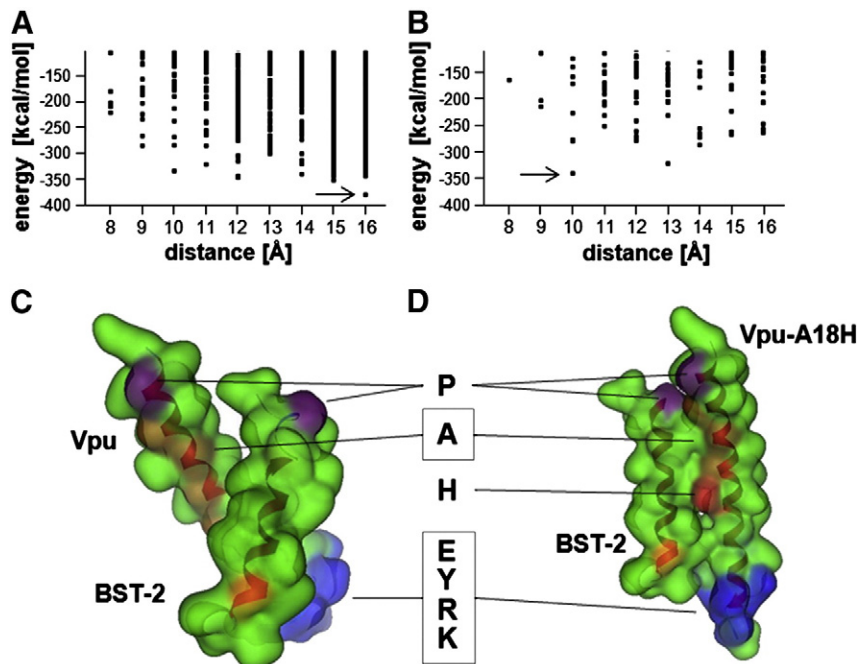 A
B
energy [kcal/mol]
-150
-200
-250
-300
-350
-400
8 9 10 11 12 13 14 15 16
distance [Å]
energy [kcal/mol]
-150
-200
-250
-300
-350
-400
8 9 10 11 12 13 14 15 16
distance [Å]
C
D
Vpu
BST-2
P
A
H
E
Y
R
K
Vpu-A18H
BST-2